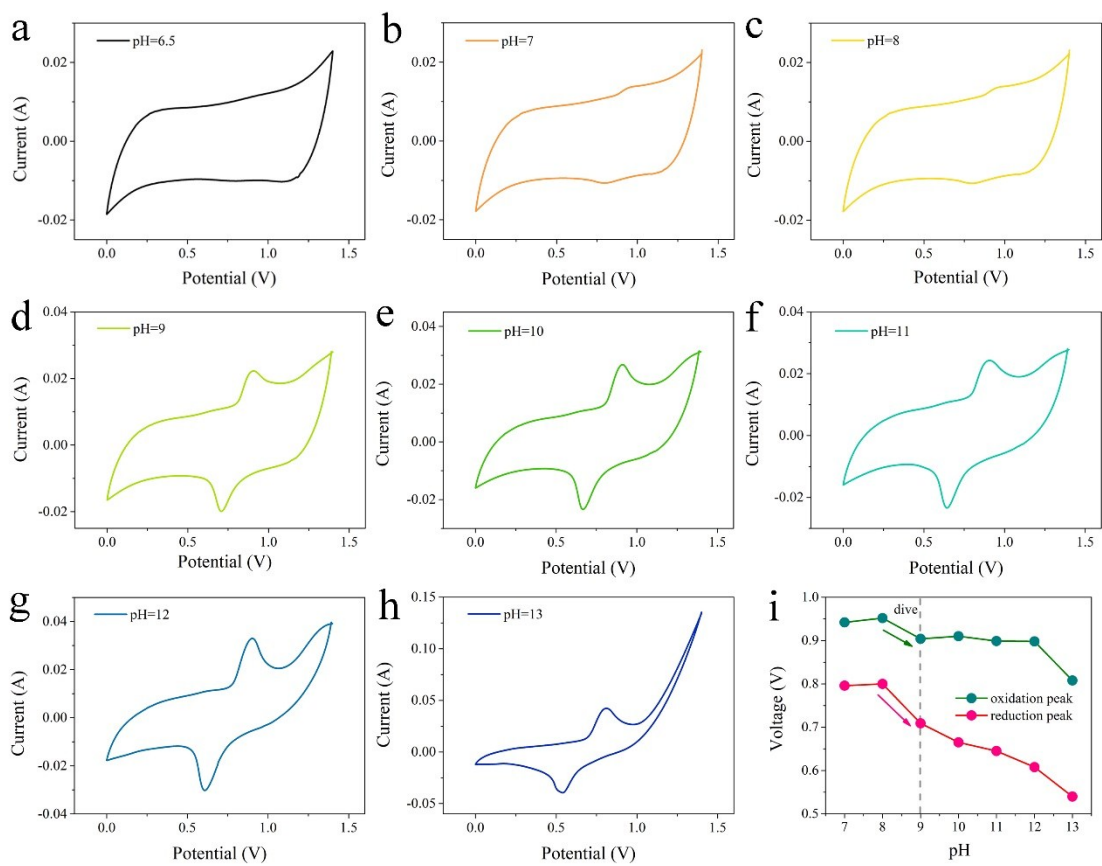 a
pH=6.5
0.02
0.00
-0.02
Current (A)
0.0
0.5
1.0
1.5
Potential (V)
b
pH=7
0.02
0.00
-0.02
Current (A)
0.0
0.5
1.0
1.5
Potential (V)
c
pH=8
0.02
0.00
-0.02
Current (A)
0.0
0.5
1.0
1.5
Potential (V)
d
pH=9
0.04
0.02
0.00
-0.02
Current (A)
0.0
0.5
1.0
1.5
Potential (V)
e
pH=10
0.04
0.02
0.00
-0.02
Current (A)
0.0
0.5
1.0
1.5
Potential (V)
f
pH=11
0.04
0.02
0.00
-0.02
Current (A)
0.0
0.5
1.0
1.5
Potential (V)
g
pH=12
0.04
0.02
0.00
-0.02
-0.04
Current (A)
0.0
0.5
1.0
1.5
Potential (V)
h
pH=13
0.15
0.10
0.05
0.00
-0.05
Current (A)
0.0
0.5
1.0
1.5
Potential (V)
i
dive
1.0
0.9
0.8
0.7
0.6
0.5
Voltage (V)
oxidation peak
reduction peak
7
8
9
10
11
12
13
pH